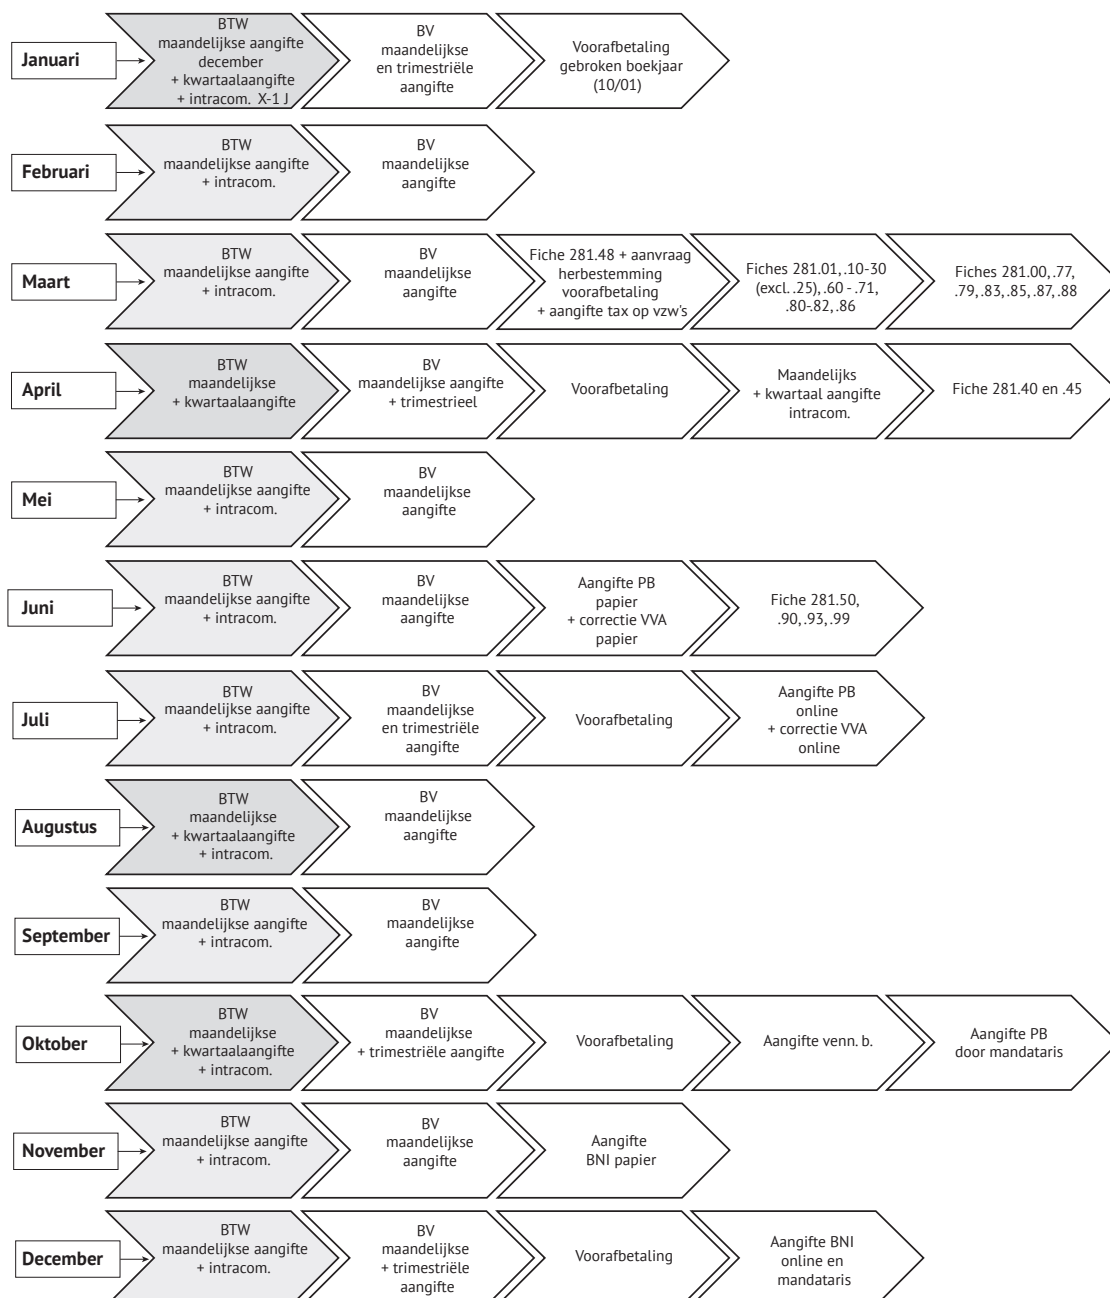 Januari
BTW
maandelijkse aangifte
december
+ kwartaalaangifte
+ intracom. X-1 J
BV
maandelijkse
en trimestriële
aangifte
Voorafbetaling
gebroken boekjaar
(10/01)
Februari
BTW
maandelijkse aangifte
+ intracom.
BV
maandelijkse
aangifte
Maart
BTW
maandelijkse aangifte
+ intracom.
BV
maandelijkse
aangifte
Fiche 281.48 + aanvraag
herbestemming
voorafbetaling
+ aangifte tax op vzw's
Fiches 281.01, .10-30
(excl. .25), .60 - .71,
.80-.82, .86
Fiches 281.00, .77,
.79, .83, .85, .87, .88
April
BTW
maandelijkse
+ kwartaalaangifte
BV
maandelijkse aangifte
+ trimestrieel
Voorafbetaling
Maandelijks
+ kwartaal aangifte
intracom.
Fiche 281.40 en .45
Mei
BTW
maandelijkse aangifte
+ intracom.
BV
maandelijkse
aangifte
Juni
BTW
maandelijkse aangifte
+ intracom.
BV
maandelijkse
aangifte
Aangifte PB
papier
+ correctie VVA
papier
Fiche 281.50,
.90, .93, .99
Juli
BTW
maandelijkse aangifte
+ intracom.
BV
maandelijkse
en trimestriële
aangifte
Voorafbetaling
Aangifte PB
online
+ correctie VVA
online
Augustus
BTW
maandelijkse
+ kwartaalaangifte
+ intracom.
BV
maandelijkse
aangifte
September
BTW
maandelijkse aangifte
+ intracom.
BV
maandelijkse
aangifte
Oktober
BTW
maandelijkse
+ kwartaalaangifte
+ intracom.
BV
maandelijkse
+ trimestriële aangifte
Voorafbetaling
Aangifte venn. b.
Aangifte PB
door mandataris
November
BTW
maandelijkse aangifte
+ intracom.
BV
maandelijkse
aangifte
Aangifte
BNI papier
December
BTW
maandelijkse aangifte
+ intracom.
BV
maandelijkse
+ trimestriële
aangifte
Voorafbetaling
Aangifte BNI
online en
mandataris